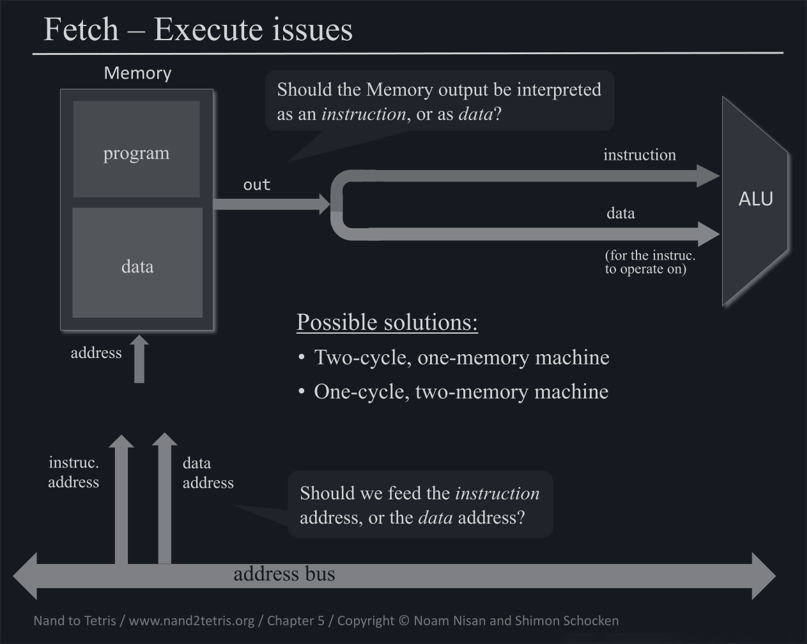 Fetch – Execute issues
Memory
Should the Memory output be interpreted
as an instruction, or as data?
program
instruction
out
ALU
data
data
(for the instruc.
to operate on)
Possible solutions:
address
• Two-cycle, one-memory machine
• One-cycle, two-memory machine
instruc.
address
data
address
Should we feed the instruction
address, or the data address?
address bus
Nand to Tetris / www.nand2tetris.org / Chapter 5 / Copyright © Noam Nisan and Shimon Schocken